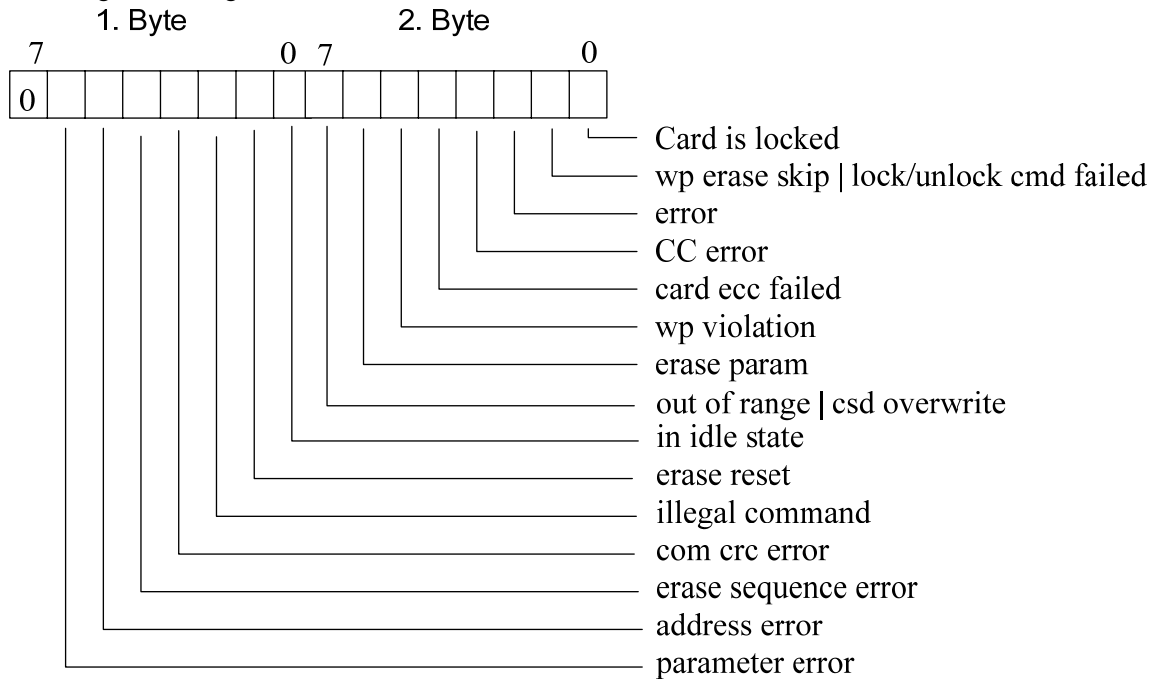 1. Byte 2. Byte
7 0 7 0
0
Card is locked
wp erase skip | lock/unlock cmd failed
error
CC error
card ecc failed
wp violation
erase param
out of range | csd overwrite
in idle state
erase reset
illegal command
com crc error
erase sequence error
address error
parameter error